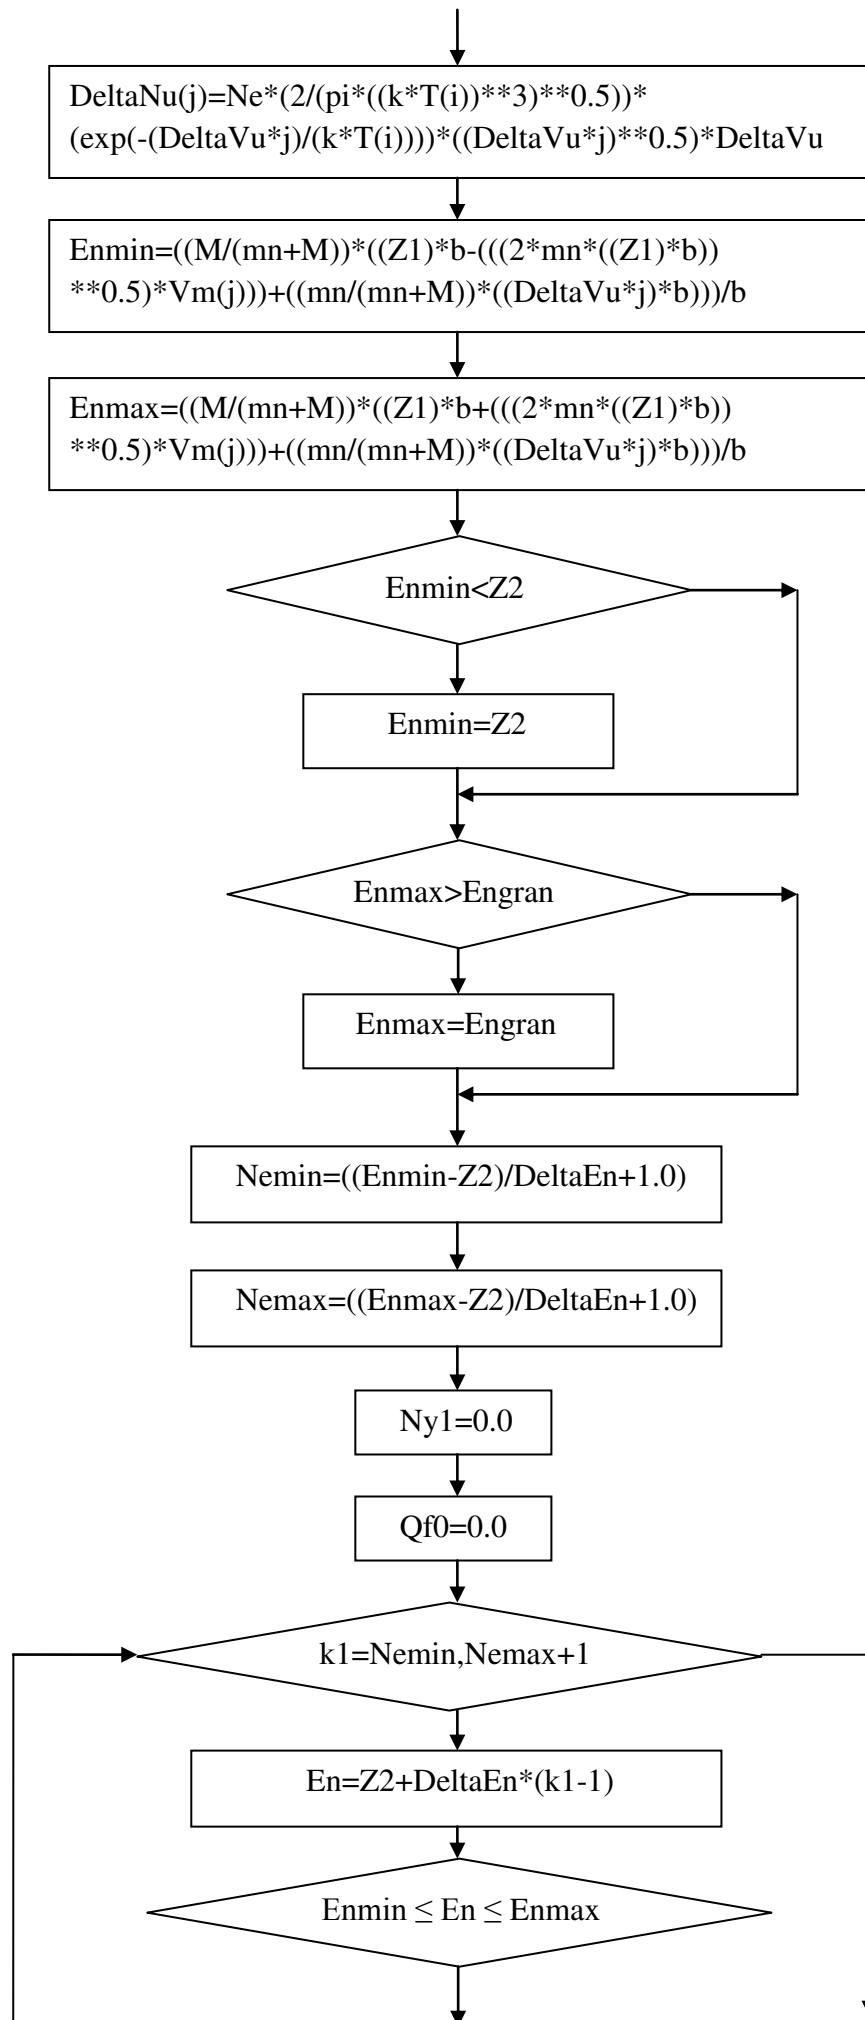 DeltaNu(j)=Ne*(2/(pi*((k*T(i))**3)**0.5))*
(exp(-(DeltaVu*j)/(k*T(i))))*((DeltaVu*j)**0.5)*DeltaVu
Enmin=((M/(mn+M))*((Z1)*b-(((2*mn*((Z1)*b))
**0.5)*Vm(j)))+((mn/(mn+M))*((DeltaVu*j)*b)))/b
Enmax=((M/(mn+M))*((Z1)*b+(((2*mn*((Z1)*b))
**0.5)*Vm(j)))+((mn/(mn+M))*((DeltaVu*j)*b)))/b
Enmin<Z2
Enmin=Z2
Enmax>Engran
Enmax=Engran
Nemin=((Enmin-Z2)/DeltaEn+1.0)
Nemax=((Enmax-Z2)/DeltaEn+1.0)
Ny1=0.0
Qf0=0.0
k1=Nemin,Nemax+1
En=Z2+DeltaEn*(k1-1)
Enmin ≤ En ≤ Enmax